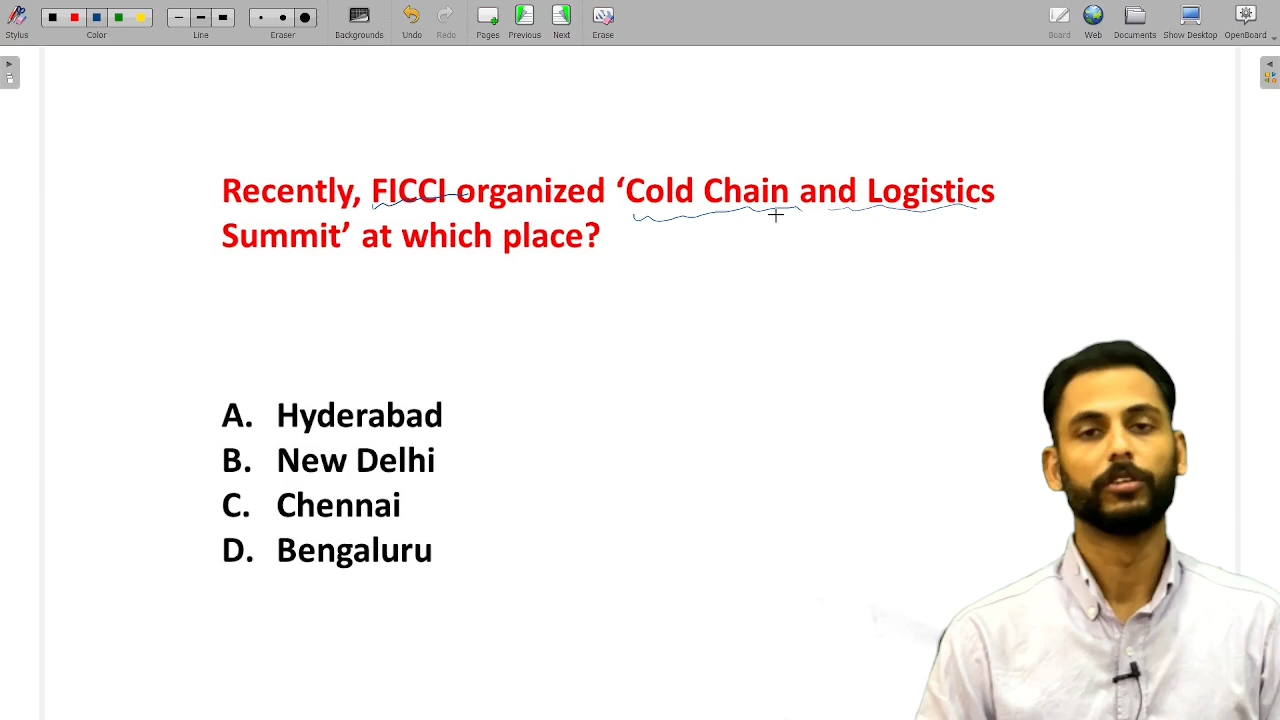 Stylus Color Line Eraser Backgrounds Undo Redo Pages Previous Next Erase Board Web Documents Show Desktop OpenBoard
Recently, FICCI organized ‘Cold Chain and Logistics
Summit’ at which place?
A. Hyderabad
B. New Delhi
C. Chennai
D. Bengaluru